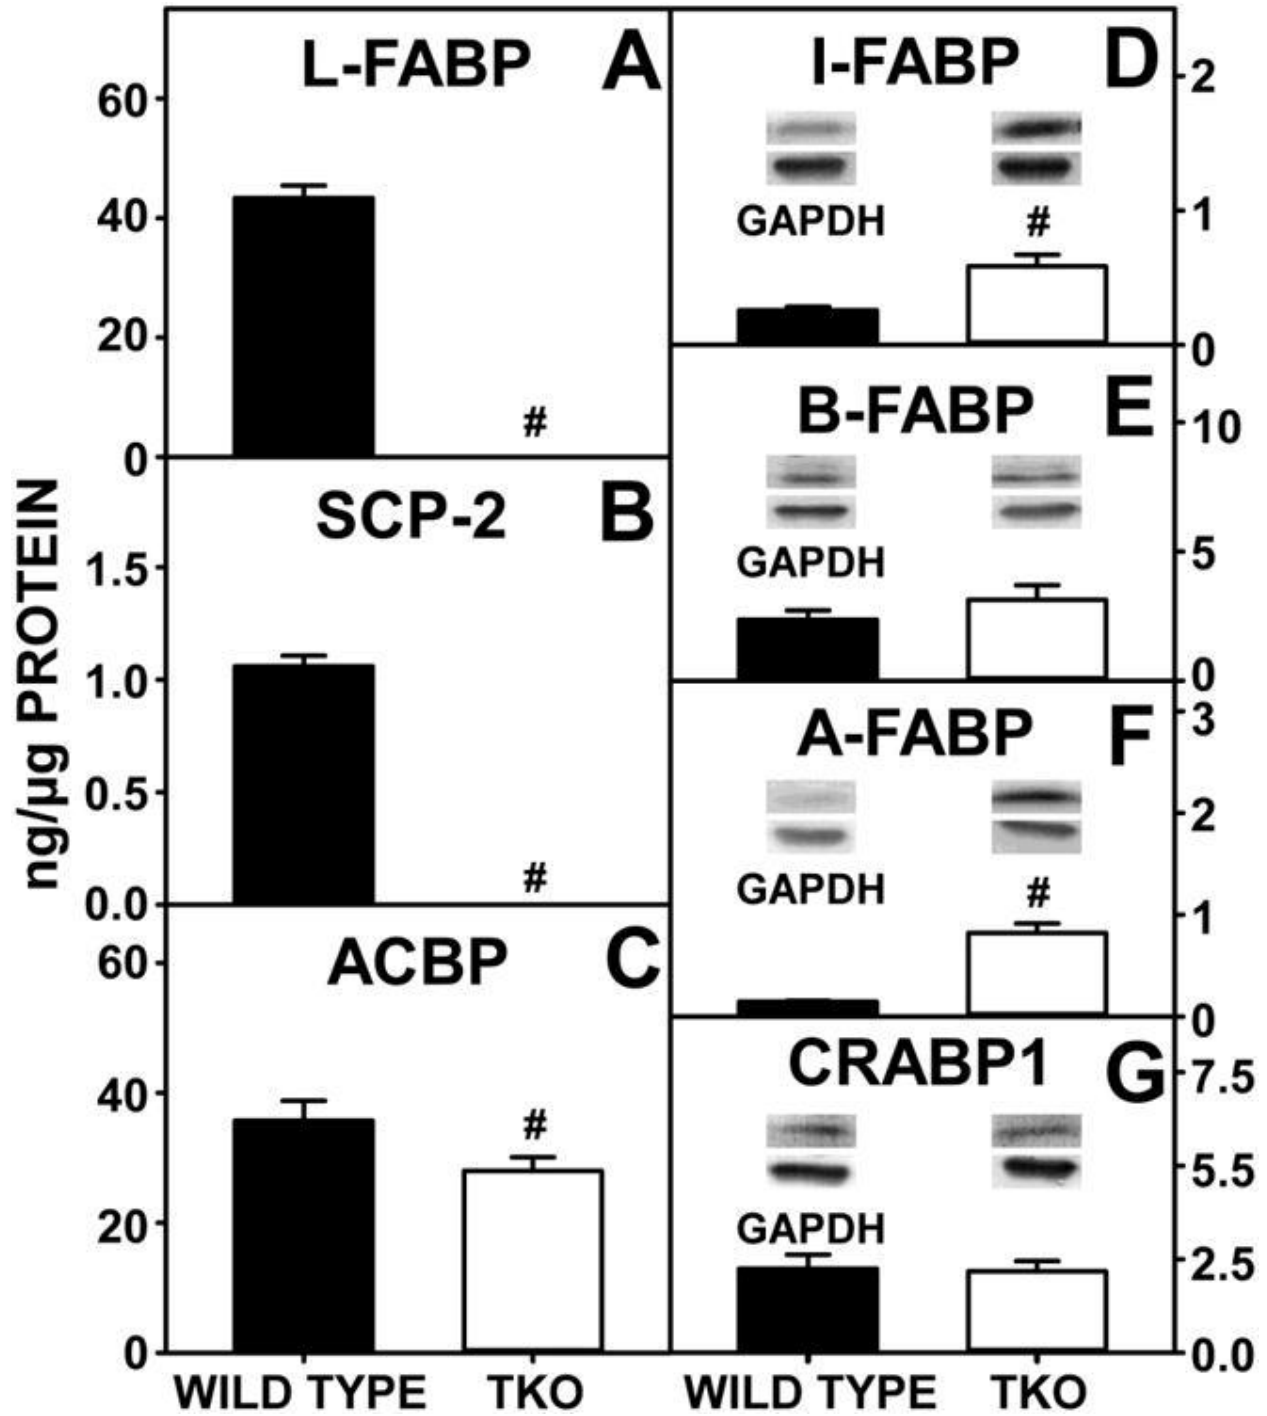 ng/µg PROTEIN
L-FABP A
60
40
20
0
#
SCP-2 B
1.5
1.0
0.5
0.0
#
ACBP C
60
40
20
0
#
WILD TYPE TKO
I-FABP D
2
1
0
GAPDH #
B-FABP E
10
5
0
GAPDH
A-FABP F
3
2
1
0
GAPDH #
CRABP1 G
7.5
5.5
2.5
0.0
GAPDH
WILD TYPE TKO